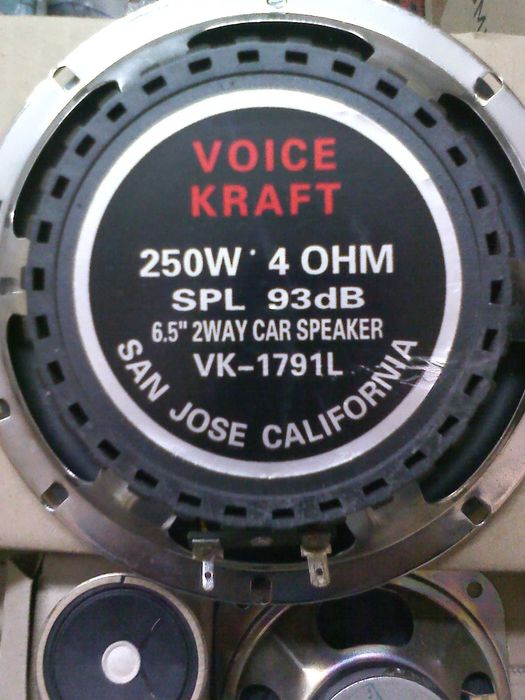 VOICE
KRAFT
250W · 4 OHM
SPL 93dB
6.5" 2WAY CAR SPEAKER
VK-1791L
SAN JOSE CALIFORNIA